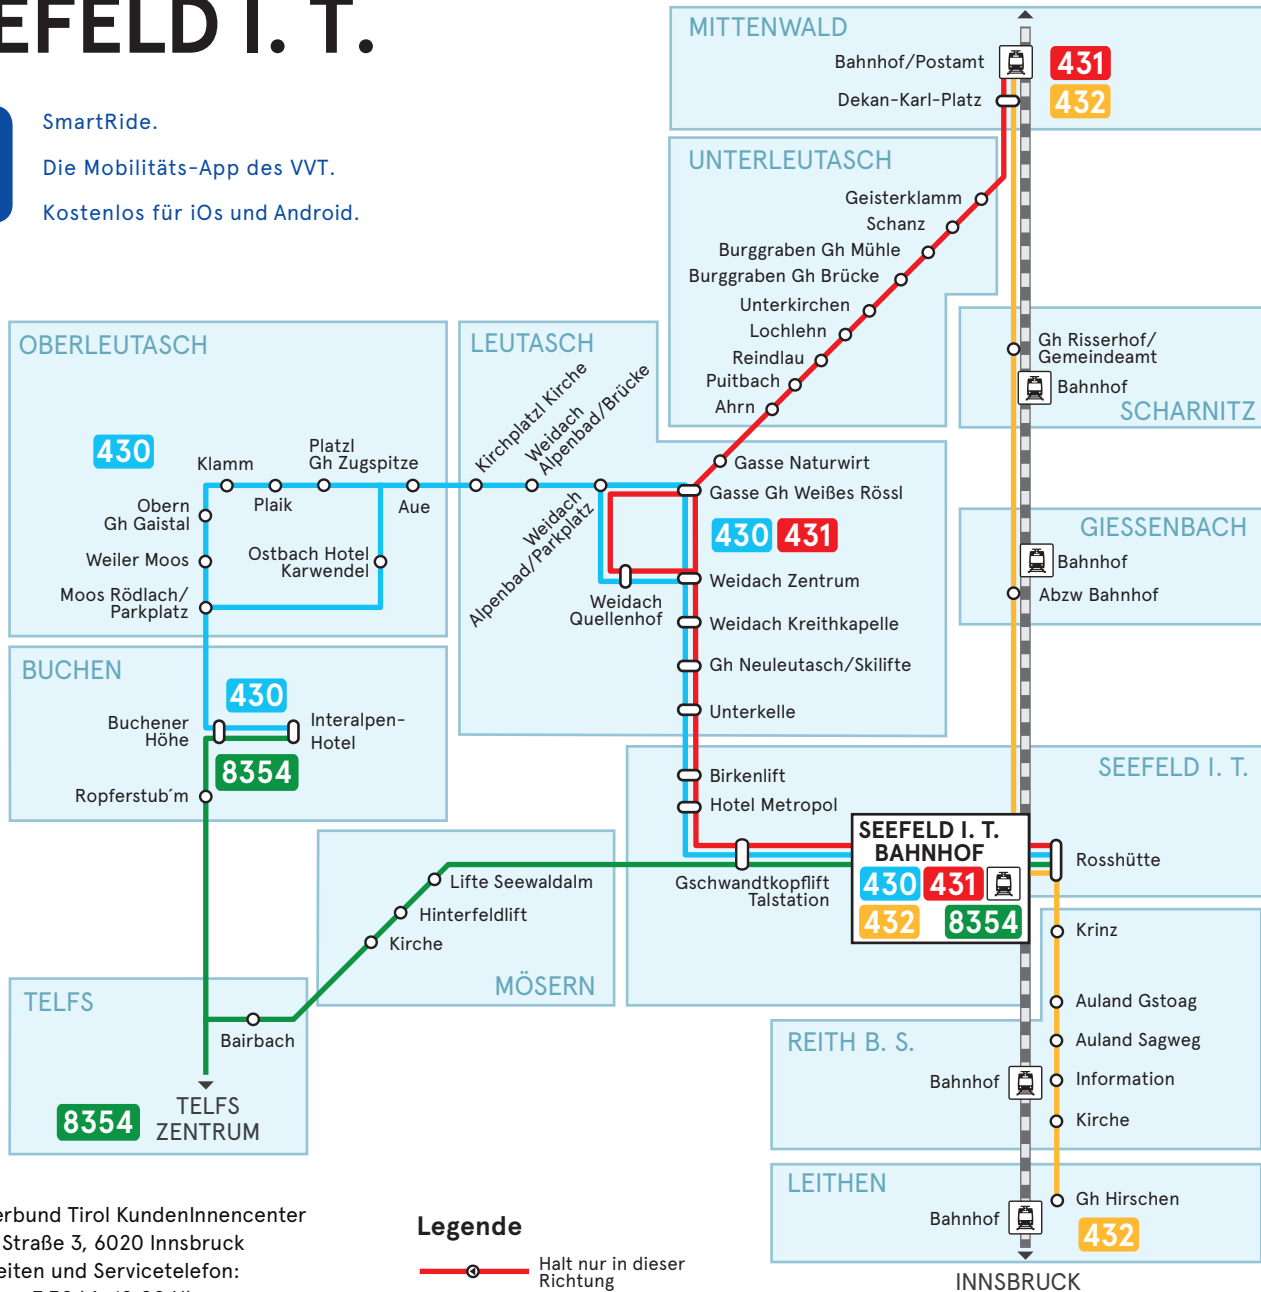 EFELD I. T.
SmartRide.
Die Mobilitäts-App des VVT.
Kostenlos für iOs und Android.
MITTENWALD
Bahnhof/Postamt
431
Dekan-Karl-Platz
432
UNTERLEUTASCH
Geisterklamm
Schanz
Burggraben Gh Mühle
Burggraben Gh Brücke
Unterkirchen
Lochlehn
Reindlau
Puitbach
Ahrn
Gh Risserhof/
Gemeindeamt
Bahnhof
SCHARNITZ
OBERLEUTASCH
430
Klamm
Platzl
Gh Zugspitze
Plaik
Aue
Obern
Gh Gaistal
Weiler Moos
Ostbach Hotel
Karwendel
Moos Rödlach/
Parkplatz
LEUTASCH
Kirchplatzl Kirche
Weidach
Alpenbad/Brücke
Weidach
Alpenbad/Parkplatz
Gasse Naturwirt
Gasse Gh Weißes Rössl
430 431
Weidach Zentrum
Weidach
Quellenhof
Weidach Kreithkapelle
Gh Neuleutasch/Skilifte
Unterkelle
GIESSENBACH
Bahnhof
Abzw Bahnhof
BUCHEN
430
Buchener
Höhe
Interalpen-
Hotel
8354
Ropferstub´m
SEEFELD I. T.
Birkenlift
Hotel Metropol
Gschwandtkopflift
Talstation
SEEFELD I. T.
BAHNHOF
430 431
432 8354
Rosshütte
Lifte Seewaldalm
Hinterfeldlift
Kirche
MÖSERN
TELFS
Bairbach
8354
TELFS
ZENTRUM
Krinz
Auland Gstoag
REITH B. S.
Auland Sagweg
Bahnhof
Information
Kirche
LEITHEN
Gh Hirschen
Bahnhof
432
INNSBRUCK
erbund Tirol KundenInnencenter
Straße 3, 6020 Innsbruck
eiten und Servicetelefon:
Legende
Halt nur in dieser
Richtung